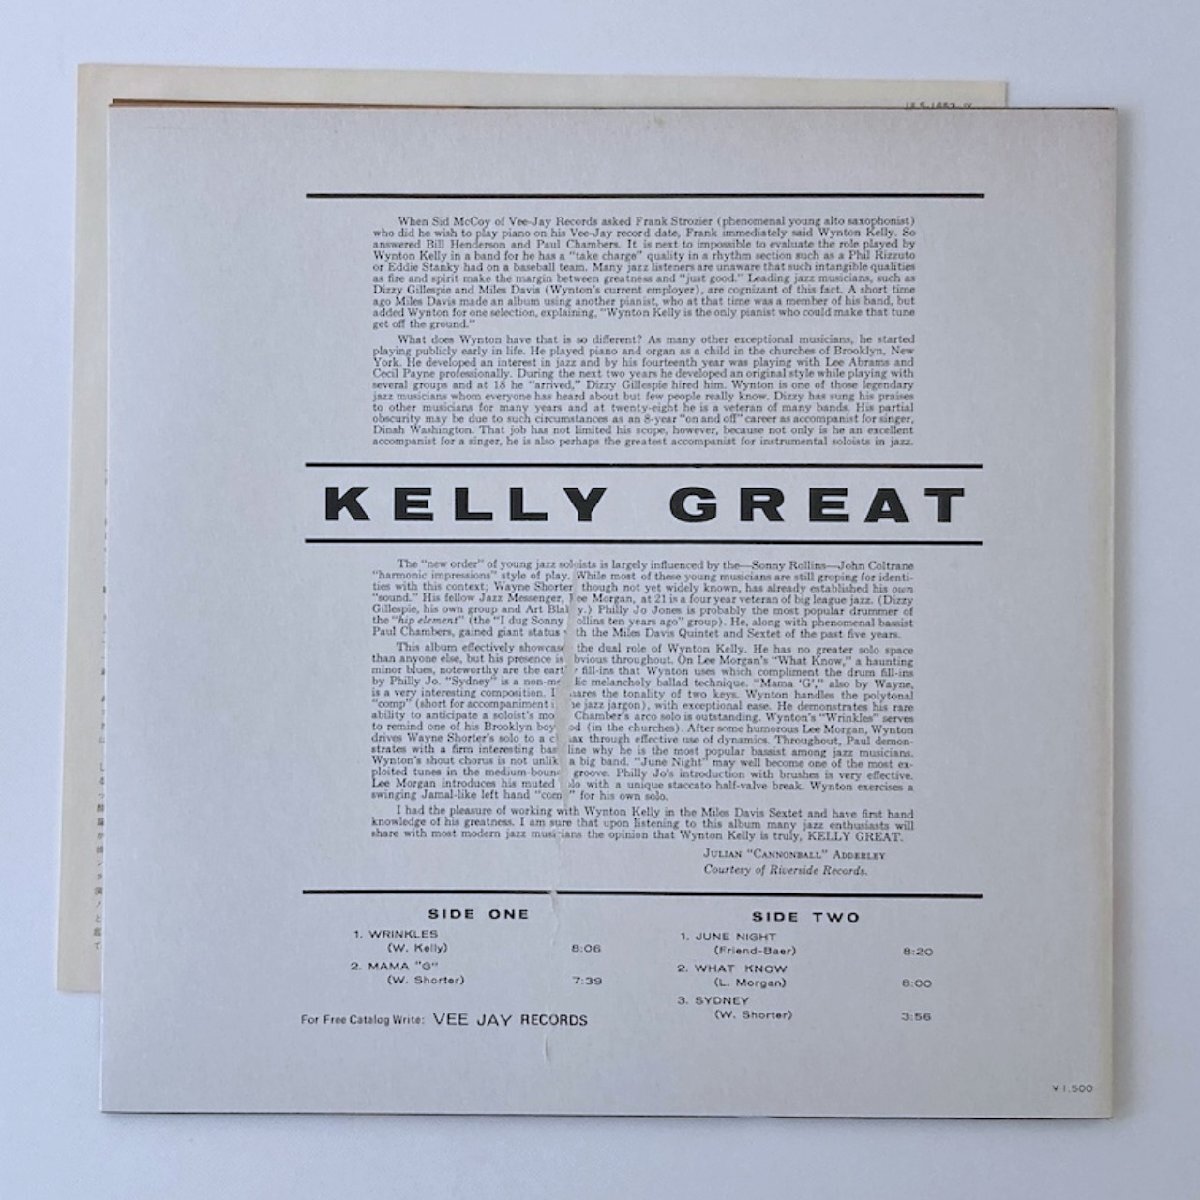 When Sid McCoy of Vee-Jay Records asked Frank Strozier (phenomenal young alto saxophonist)
who did he wish to play piano on his Vee-Jay record date, Frank immediately said Wynton Kelly. So
answered Bill Henderson and Paul Chambers. It is next to impossible to evaluate the role played by
Wynton Kelly in a band for he has a "take charge" quality in a rhythm section such as a Phil Rizzuto
or Eddie Stanky had on a baseball team. Many jazz listeners are unaware that such intangible qualities
as fire and spirit make the margin between greatness and "just good." Leading jazz musicians, such as
Dizzy Gillespie and Miles Davis (Wynton's current employer), are cognizant of this fact. A short time
ago Miles Davis made an album using another pianist, who at that time was a member of his band, but
added Wynton for one selection, explaining, "Wynton Kelly is the only pianist who could make that tune
get off the ground."
What does Wynton have that is so different? As many other exceptional musicians, he started
playing publicly early in life. He played piano and organ as a child in the churches of Brooklyn, New
York. He developed an interest in jazz and by his fourteenth year was playing with Lee Abrams and
Cecil Payne professionally. During the next two years he developed an original style while playing with
several groups and at 18 he "arrived," Dizzy Gillespie hired him. Wynton is one of those legendary
jazz musicians whom everyone has heard about but few people really know. Dizzy has sung his praises
to other musicians for many years and at twenty-eight he is a veteran of many bands. His partial
obscurity may be due to such circumstances as an 8-year "on and off" career as accompanist for singer,
Dinah Washington. That job has not limited his scope, however, because not only is he an excellent
accompanist for a singer, he is also perhaps the greatest accompanist for instrumental soloists in jazz.
KELLY GREAT
The "new order" of young jazz soloists is largely influenced by the—Sonny Rollins—John Coltrane
"harmonic impressions" style of play. While most of these young musicians are still groping for identi-
ties with this context; Wayne Shorter though not yet widely known, has already established his own
"sound." His fellow Jazz Messenger, Lee Morgan, at 21 is a four year veteran of big league jazz. (Dizzy
Gillespie, his own group and Art Blakey.) Philly Jo Jones is probably the most popular drummer of
the "hip element" (the "I dug Sonny Rollins ten years ago" group). He, along with phenomenal bassist
Paul Chambers, gained giant status with the Miles Davis Quintet and Sextet of the past five years.
This album effectively showcase the dual role of Wynton Kelly. He has no greater solo space
than anyone else, but his presence is obvious throughout. On Lee Morgan's "What Know," a haunting
minor blues, noteworthy are the earthy fill-ins that Wynton uses which compliment the drum fill-ins
by Philly Jo. "Sydney" is a non-melodic melancholy ballad technique. "Mama 'G'," also by Wayne,
is a very interesting composition. It shares the tonality of two keys. Wynton handles the polytonal
"comp" (short for accompaniment in the jazz jargon), with exceptional ease. He demonstrates his rare
ability to anticipate a soloist's mo Chamber's arco solo is outstanding. Wynton's "Wrinkles" serves
to remind one of his Brooklyn boyhood (in the churches). After some humorous Lee Morgan, Wynton
drives Wayne Shorter's solo to a climax through effective use of dynamics. Throughout, Paul demon-
strates with a firm interesting bass line why he is the most popular bassist among jazz musicians.
Wynton's shout chorus is not unlike a big band. "June Night" may well become one of the most ex-
ploited tunes in the medium-bounce groove. Philly Jo's introduction with brushes is very effective.
Lee Morgan introduces his muted solo with a unique staccato half-valve break. Wynton exercises a
swinging Jamal-like left hand "comp" for his own solo.
I had the pleasure of working with Wynton Kelly in the Miles Davis Sextet and have first hand
knowledge of his greatness. I am sure that upon listening to this album many jazz enthusiasts will
share with most modern jazz musicians the opinion that Wynton Kelly is truly, KELLY GREAT.
JULIAN "CANNONBALL" ADDERLEY
Courtesy of Riverside Records.
SIDE ONE
1. WRINKLES
(W. Kelly) 8:06
2. MAMA "G"
(W. Shorter) 7:39
SIDE TWO
1. JUNE NIGHT
(Friend-Baer) 8:20
2. WHAT KNOW
(L. Morgan) 6:00
3. SYDNEY
(W. Shorter) 3:56
For Free Catalog Write: VEE JAY RECORDS
¥1,500